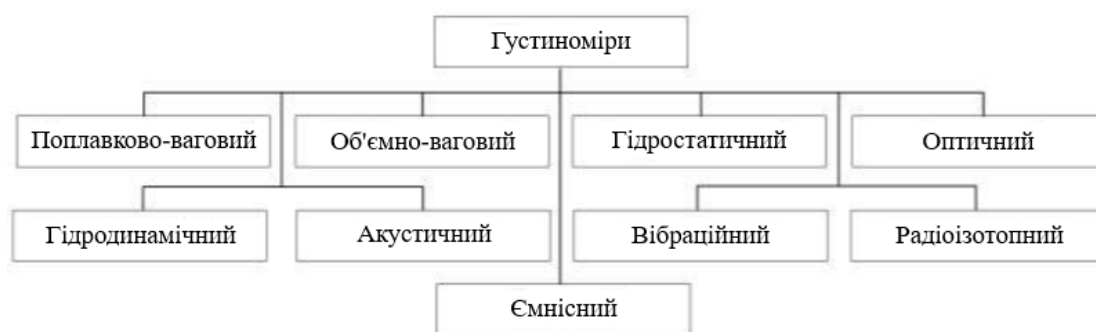 Густиноміри
Поплавково-ваговий
Об'ємно-ваговий
Гідростатичний
Оптичний
Гідродинамічний
Акустичний
Вібраційний
Радіоізотопний
Ємнісний